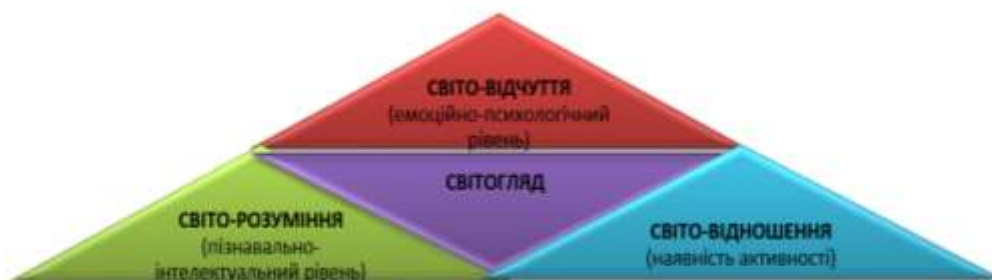 СВІТО-ВІДЧУТТЯ
(емоційно-психологічний
рівень)
СВІТОГЛЯД
СВІТО-РОЗУМІННЯ
(пізнавально-
інтелектуальний рівень)
СВІТО-ВІДНОШЕННЯ
(наявність активності)